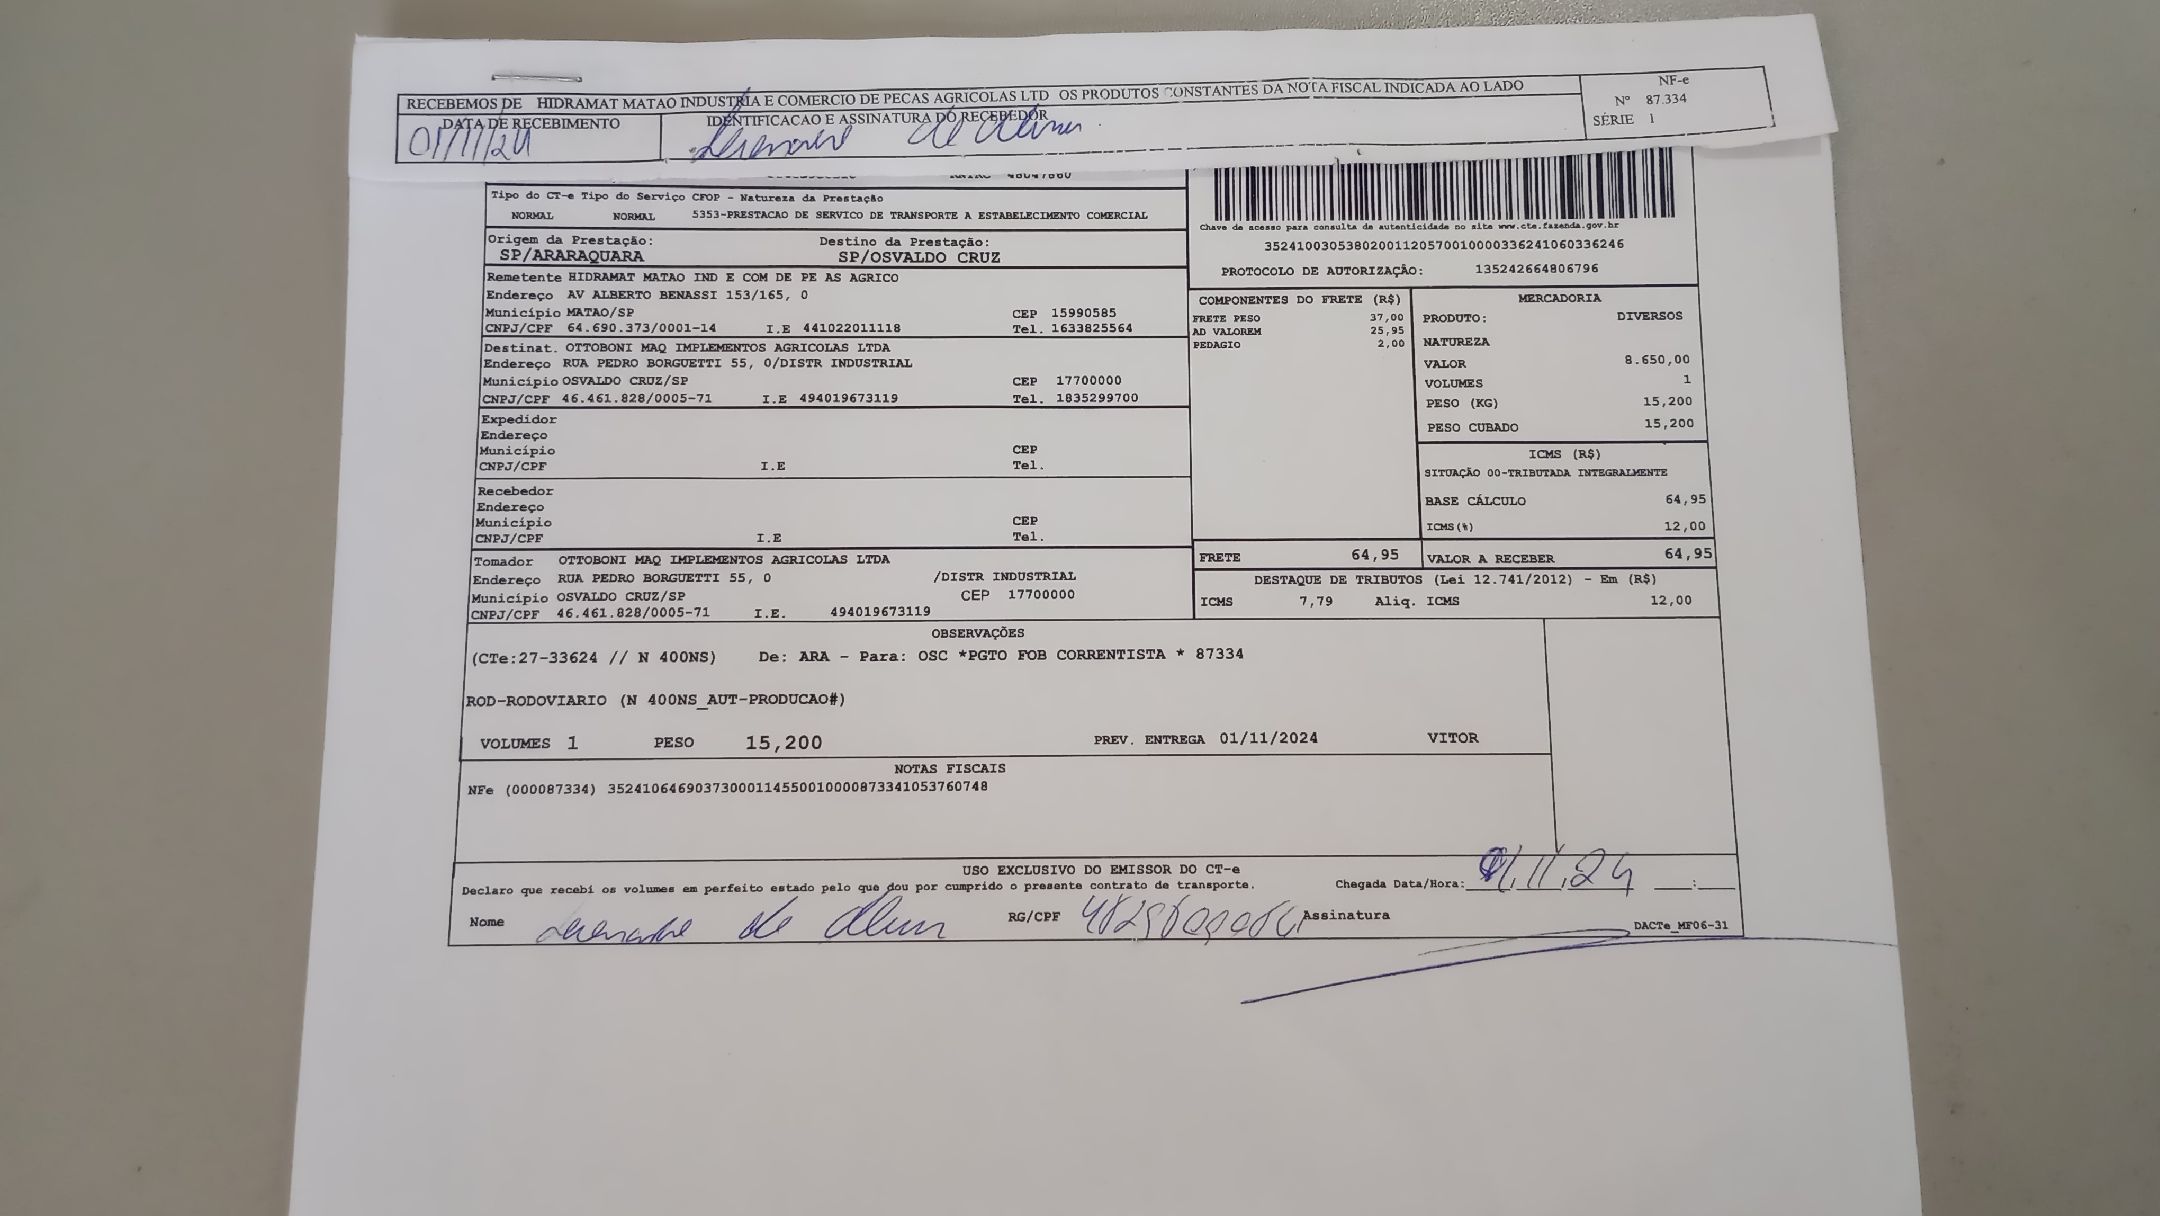 RECEBEMOS DE HIDRAMAT MATAO INDUSTRIA E COMERCIO DE PECAS AGRICOLAS LTD OS PRODUTOS CONSTANTES DA NOTA FISCAL INDICADA AO LADO
NF-e
Nº 87.334
SÉRIE 1
DATA DE RECEBIMENTO
IDENTIFICACAO E ASSINATURA DO RECEBEDOR
01/11/24
de
Tipo do CT-e Tipo do Serviço CFOP - Natureza da Prestação
NORMAL NORMAL 5353-PRESTACAO DE SERVICO DE TRANSPORTE A ESTABELECIMENTO COMERCIAL
Origem da Prestação: Destino da Prestação:
SP/ARARAQUARA SP/OSVALDO CRUZ
Chave de acesso para consulta de autenticidade no site www.cte.fazenda.gov.br
35241003053802001120570010000336241060336246
PROTOCOLO DE AUTORIZAÇÃO: 135242664806796
Remetente HIDRAMAT MATAO IND E COM DE PE AS AGRICO
Endereço AV ALBERTO BENASSI 153/165, 0
Município MATAO/SP CEP 15990585
CNPJ/CPF 64.690.373/0001-14 I.E 441022011118 Tel. 1633825564
Destinat. OTTOBONI MAQ IMPLEMENTOS AGRICOLAS LTDA
Endereço RUA PEDRO BORGUETTI 55, 0/DISTR INDUSTRIAL
Município OSVALDO CRUZ/SP CEP 17700000
CNPJ/CPF 46.461.828/0005-71 I.E 494019673119 Tel. 1835299700
Expedidor
Endereço
Município CEP
CNPJ/CPF I.E Tel.
Recebedor
Endereço
Município CEP
CNPJ/CPF I.E Tel.
Tomador OTTOBONI MAQ IMPLEMENTOS AGRICOLAS LTDA
Endereço RUA PEDRO BORGUETTI 55, 0 /DISTR INDUSTRIAL
Município OSVALDO CRUZ/SP CEP 17700000
CNPJ/CPF 46.461.828/0005-71 I.E. 494019673119
COMPONENTES DO FRETE (R$)
FRETE PESO 37,00
AD VALOREM 25,95
PEDAGIO 2,00
MERCADORIA
PRODUTO: DIVERSOS
NATUREZA
VALOR 8.650,00
VOLUMES 1
PESO (KG) 15,200
PESO CUBADO 15,200
ICMS (R$)
SITUAÇÃO 00-TRIBUTADA INTEGRALMENTE
BASE CÁLCULO 64,95
ICMS(%) 12,00
FRETE 64,95 VALOR A RECEBER 64,95
DESTAQUE DE TRIBUTOS (Lei 12.741/2012) - Em (R$)
ICMS 7,79 Aliq. ICMS 12,00
OBSERVAÇÕES
(CTe:27-33624 // N 400NS) De: ARA - Para: OSC *PGTO FOB CORRENTISTA * 87334
ROD-RODOVIARIO (N 400NS_AUT-PRODUCAO#)
VOLUMES 1 PESO 15,200 PREV. ENTREGA 01/11/2024 VITOR
NOTAS FISCAIS
NFe (000087334) 35241064690373000114550010000873341053760748
USO EXCLUSIVO DO EMISSOR DO CT-e
Declaro que recebi os volumes em perfeito estado pelo que dou por cumprido o presente contrato de transporte. Chegada Data/Hora: 01/11/24 __:__
Nome de RG/CPF Assinatura
DACTe_MF06-31